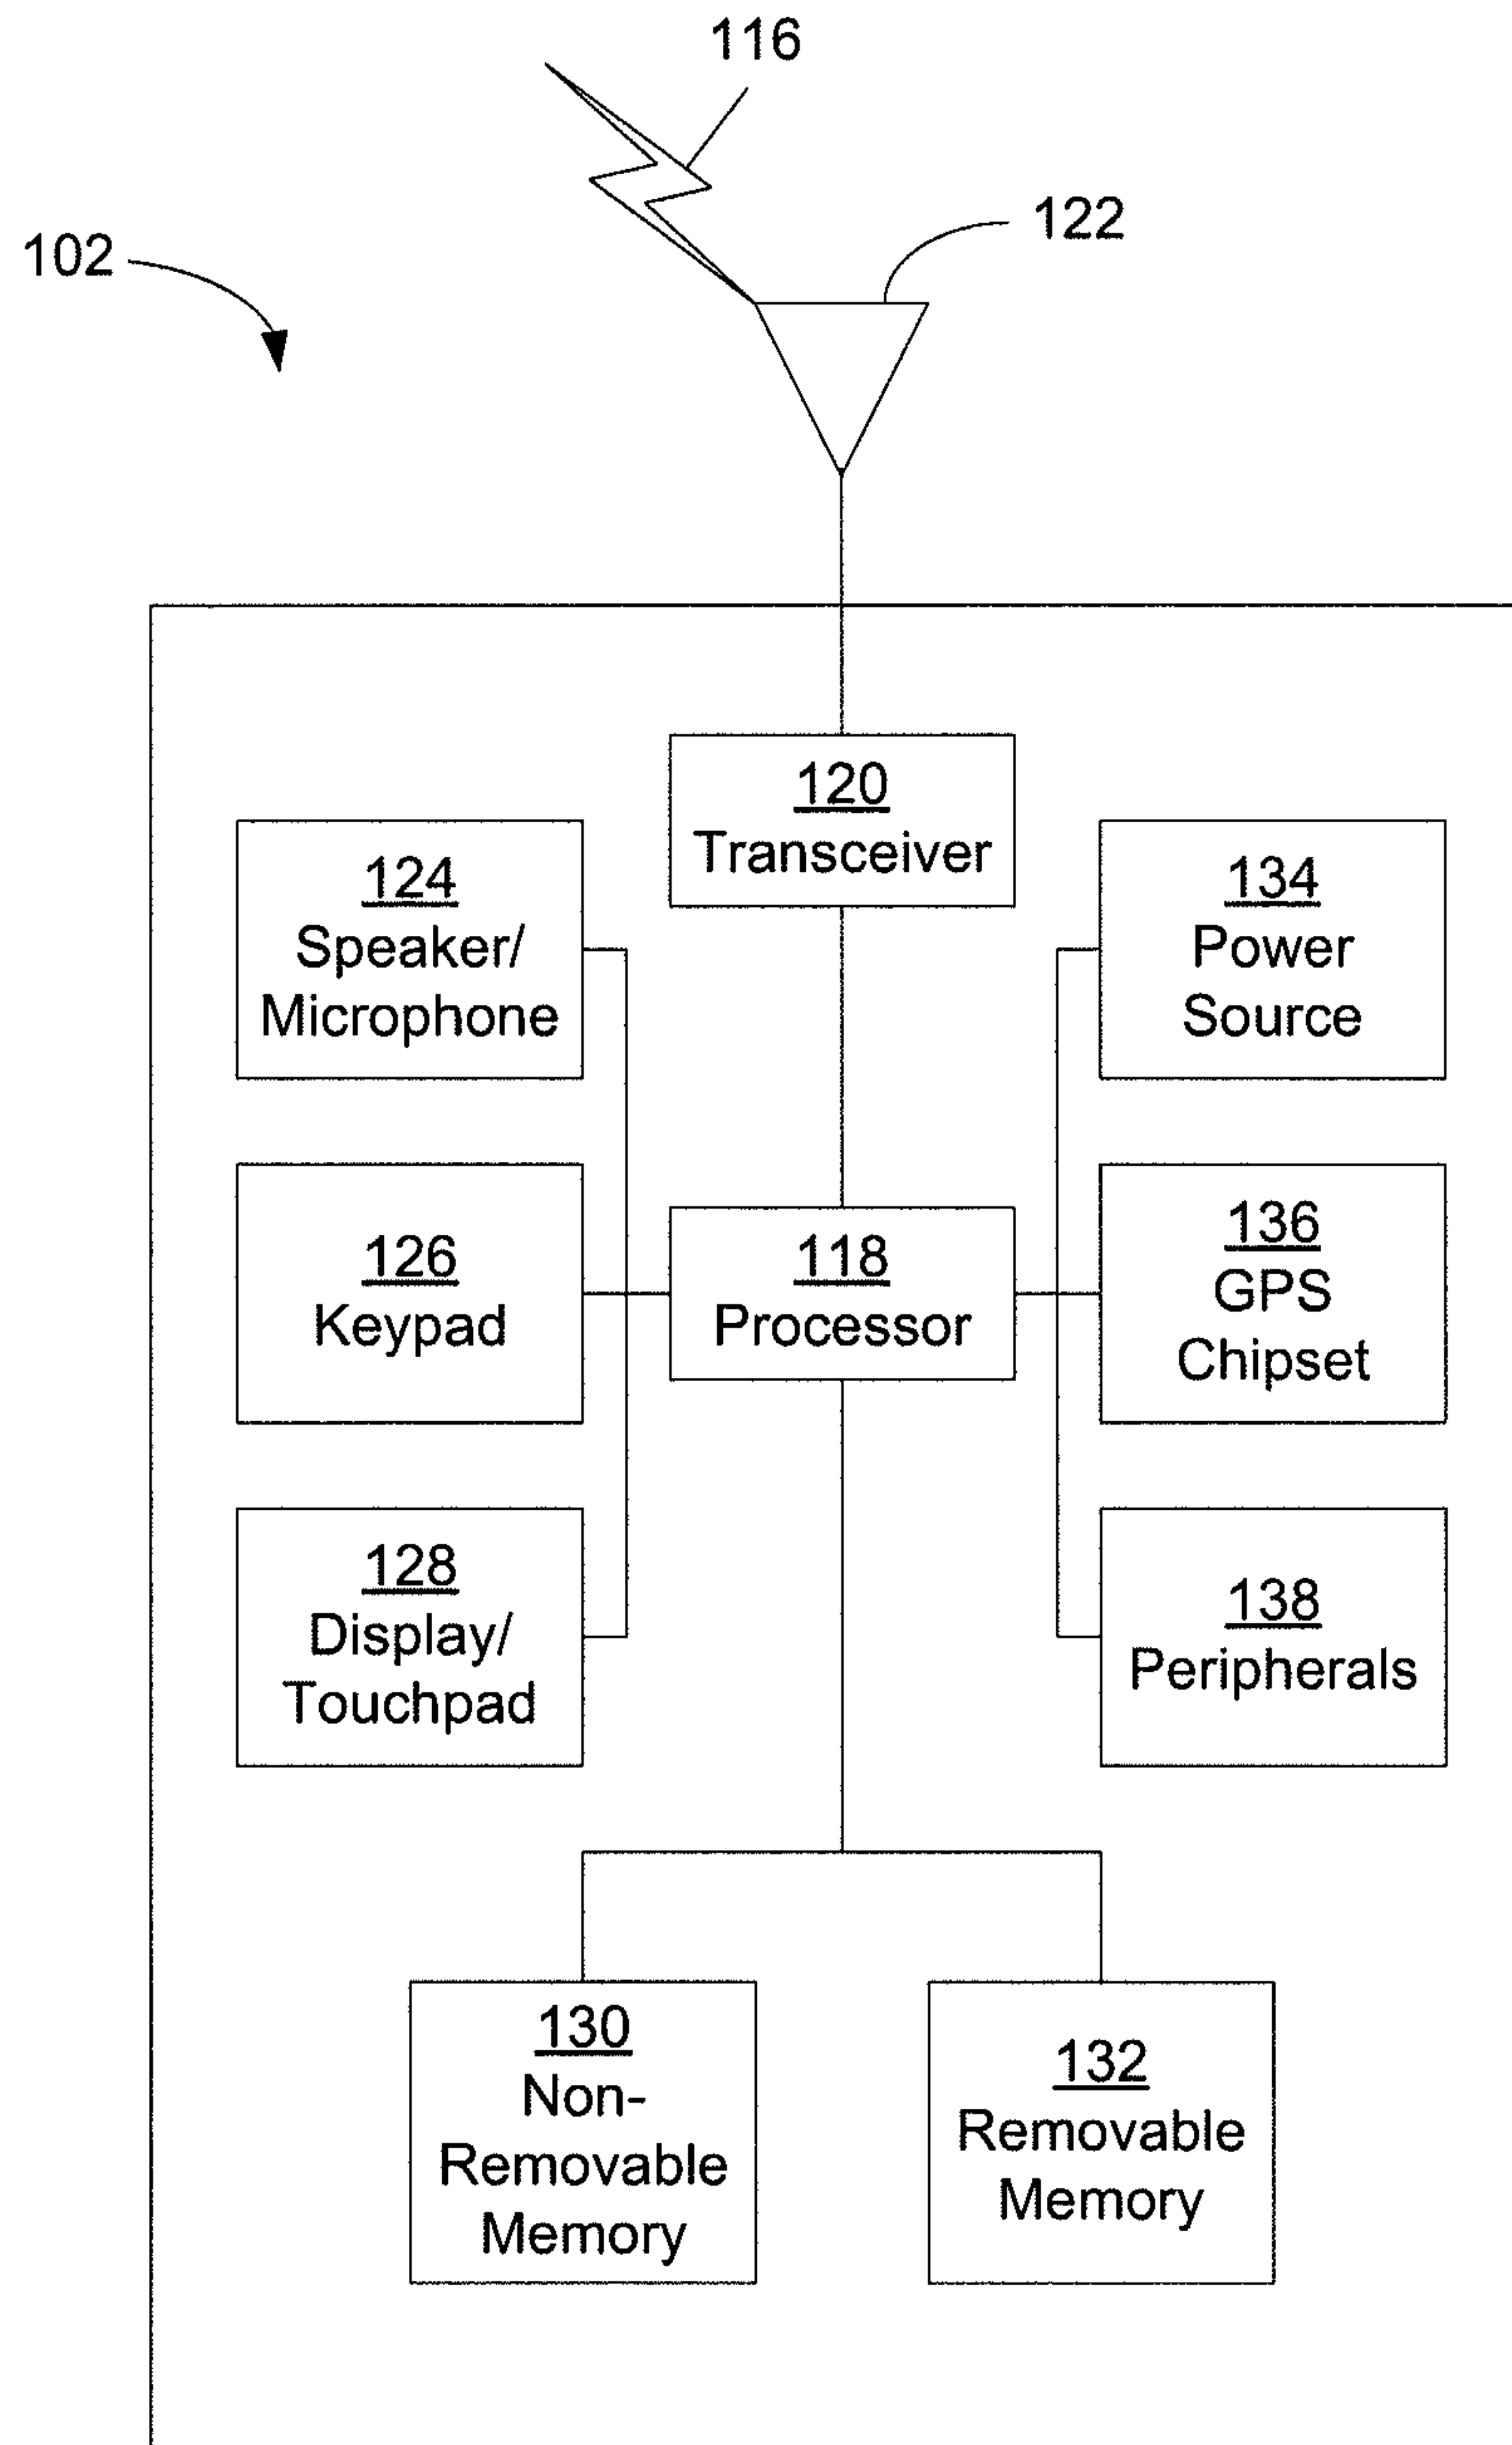 116
122
102
120
Transceiver
124
Speaker/
Microphone
134
Power
Source
126
Keypad
118
Processor
136
GPS
Chipset
128
Display/
Touchpad
138
Peripherals
130
Non-
Removable
Memory
132
Removable
Memory